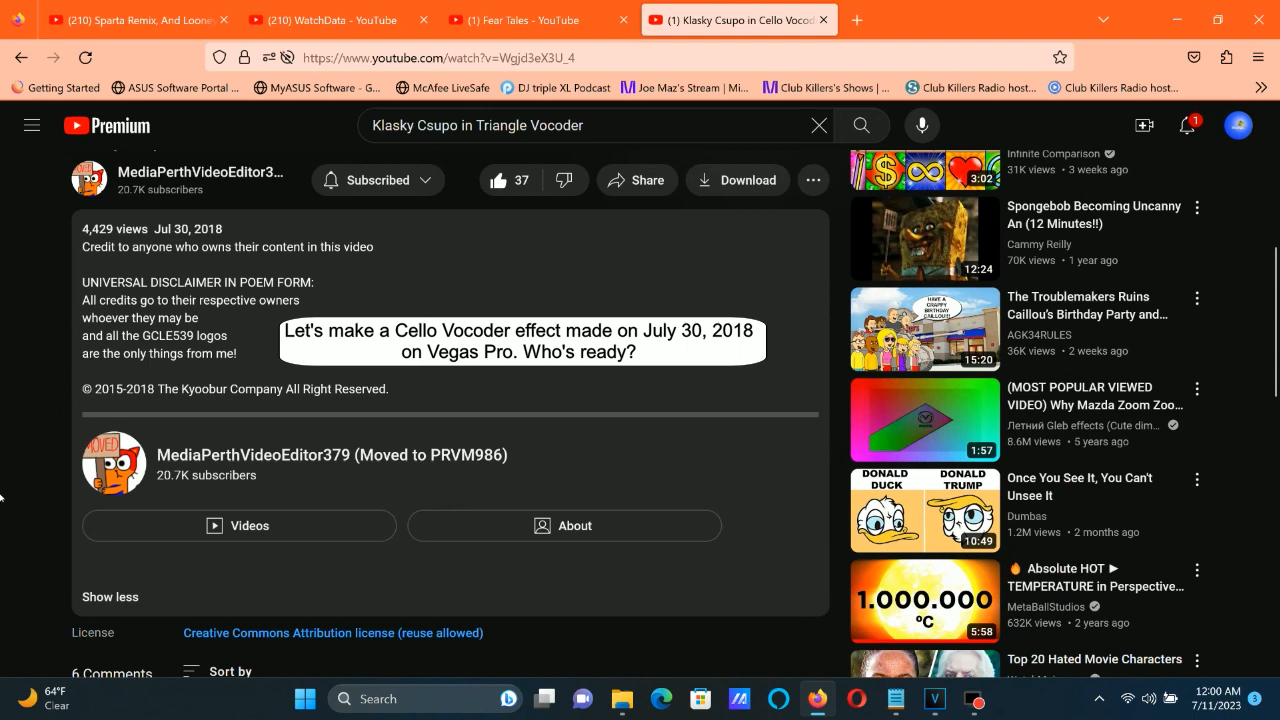 (210) Sparta Remix, And Looney
(210) WatchData - YouTube
(1) Fear Tales - YouTube
(1) Klasky Csupo in Cello Vocod
https://www.youtube.com/watch?v=Wgjd3eX3U_4
Getting Started
ASUS Software Portal ...
MyASUS Software - G...
McAfee LiveSafe
DJ triple XL Podcast
Joe Maz's Stream | Mi...
Club Killers's Shows | ...
Club Killers Radio host...
Club Killers Radio host...
Premium
Klasky Csupo in Triangle Vocoder
1
MediaPerthVideoEditor3...
20.7K subscribers
Subscribed
37
Share
Download
4,429 views Jul 30, 2018
Credit to anyone who owns their content in this video
UNIVERSAL DISCLAIMER IN POEM FORM:
All credits go to their respective owners
whoever they may be
and all the GCLE539 logos
are the only things from me!
Let's make a Cello Vocoder effect made on July 30, 2018
on Vegas Pro. Who's ready?
© 2015-2018 The Kyoobur Company All Right Reserved.
MOVED
MediaPerthVideoEditor379 (Moved to PRVM986)
20.7K subscribers
Videos
About
Show less
License
Creative Commons Attribution license (reuse allowed)
6 Comments
Sort by
3:02
Infinite Comparison
31K views • 3 weeks ago
12:24
Spongebob Becoming Uncanny
An (12 Minutes!!)
Cammy Reilly
70K views • 1 year ago
HAVE A
CRAPPY
BIRTHDAY
CAILLOU!
15:20
The Troublemakers Ruins
Caillou's Birthday Party and...
AGK34RULES
36K views • 2 weeks ago
1:57
(MOST POPULAR VIEWED
VIDEO) Why Mazda Zoom Zoo...
Летний Gleb effects (Cute dim...
8.6M views • 5 years ago
DONALD
DUCK
DONALD
TRUMP
10:49
Once You See It, You Can't
Unsee It
Dumbas
1.2M views • 2 months ago
1.000.000
ºC
5:58
Absolute HOT ►
TEMPERATURE in Perspective...
MetaBallStudios
632K views • 2 years ago
Top 20 Hated Movie Characters
64°F
Clear
Search
12:00 AM
7/11/2023
3